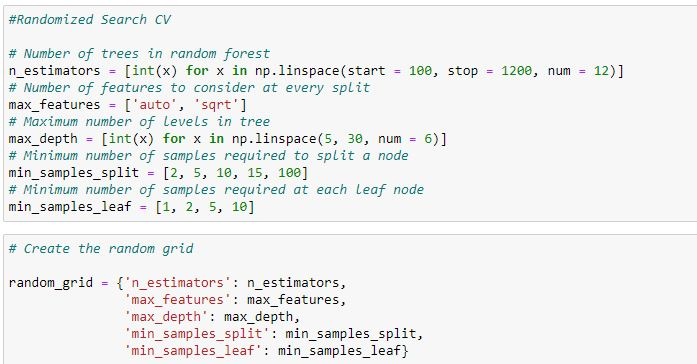 #Randomized Search CV
# Number of trees in random forest
n_estimators = [int(x) for x in np.linspace(start = 100, stop = 1200, num = 12)]
# Number of features to consider at every split
max_features = ['auto', 'sqrt']
# Maximum number of levels in tree
max_depth = [int(x) for x in np.linspace(5, 30, num = 6)]
# Minimum number of samples required to split a node
min_samples_split = [2, 5, 10, 15, 100]
# Minimum number of samples required at each leaf node
min_samples_leaf = [1, 2, 5, 10]
# Create the random grid
random_grid = {'n_estimators': n_estimators,
'max_features': max_features,
'max_depth': max_depth,
'min_samples_split': min_samples_split,
'min_samples_leaf': min_samples_leaf}